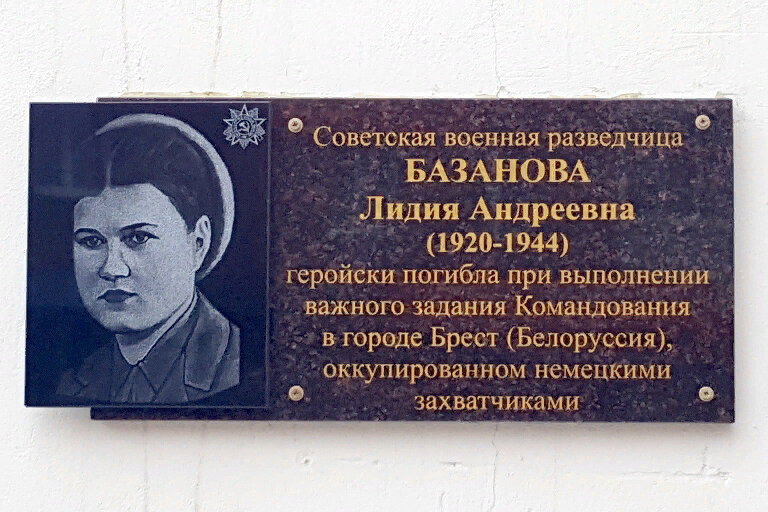 Советская военная разведчица
БАЗАНОВА
Лидия Андреевна
(1920-1944)
геройски погибла при выполнении
важного задания Командования
в городе Брест (Белоруссия),
оккупированном немецкими
захватчиками